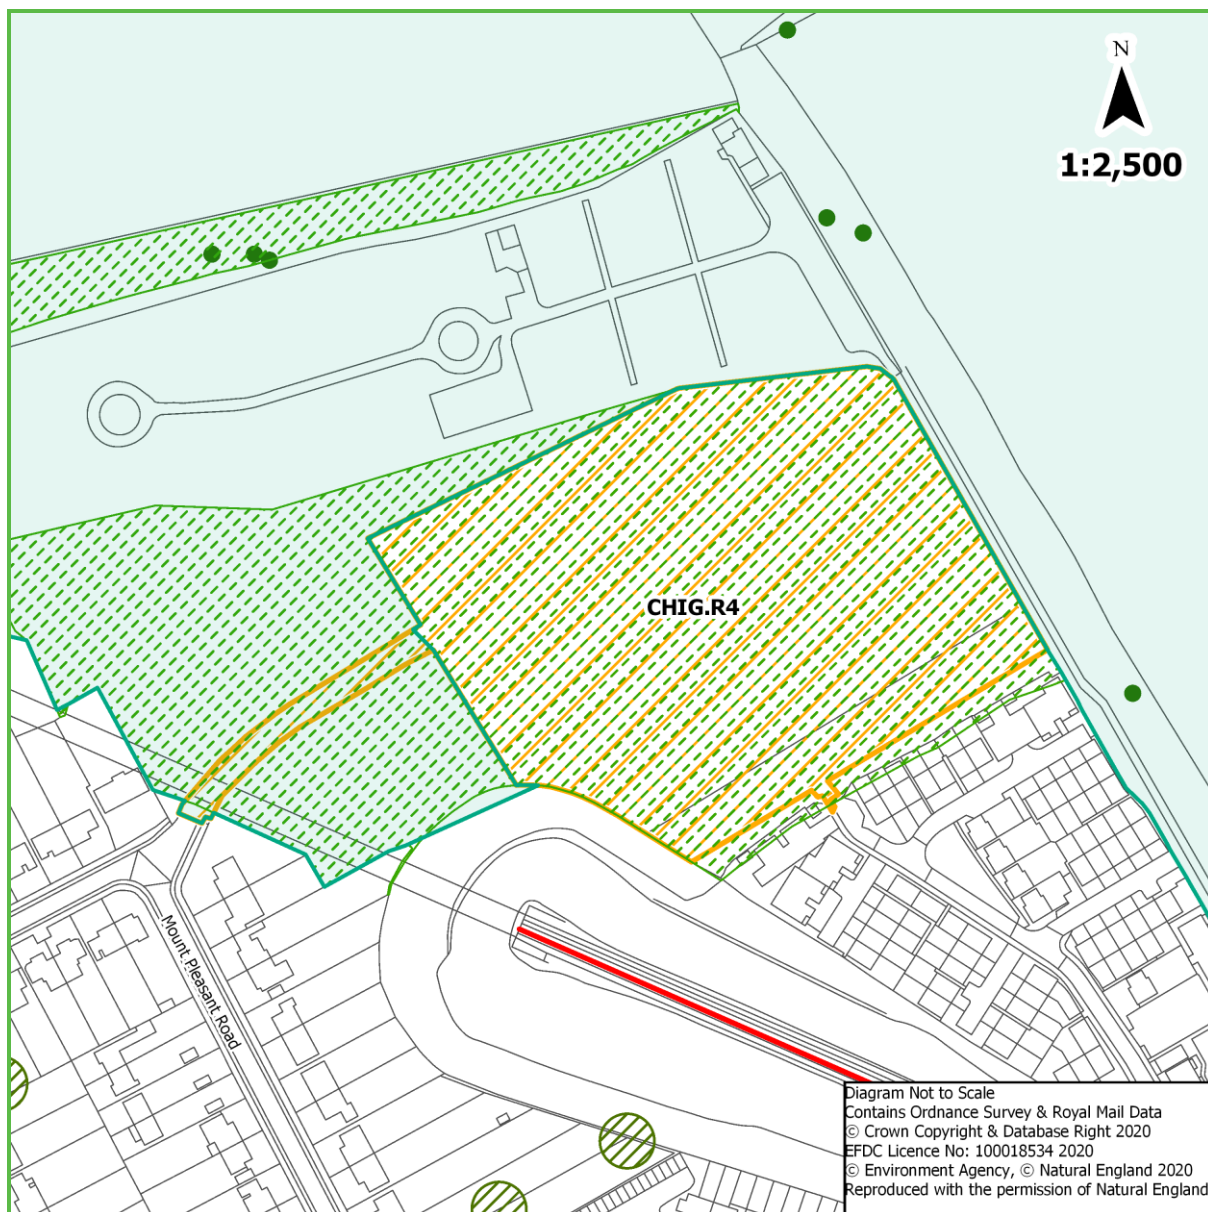 N
1:2,500
CHIG.R4
Mount Pleasant Road
Diagram Not to Scale
Contains Ordnance Survey & Royal Mail Data
© Crown Copyright & Database Right 2020
EFDC Licence No: 100018534 2020
© Environment Agency, © Natural England 2020
Reproduced with the permission of Natural England